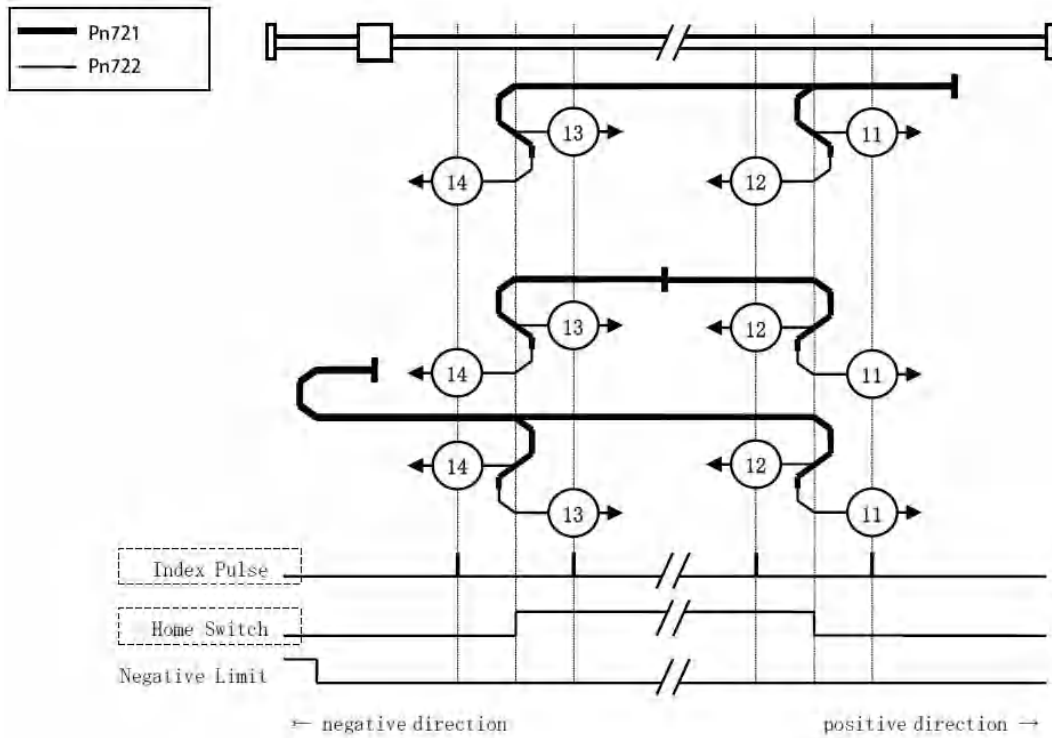 Pn721
Pn722
13
11
14
12
13
12
14
11
14
12
13
11
Index Pulse
Home Switch
Negative Limit
← negative direction
positive direction →